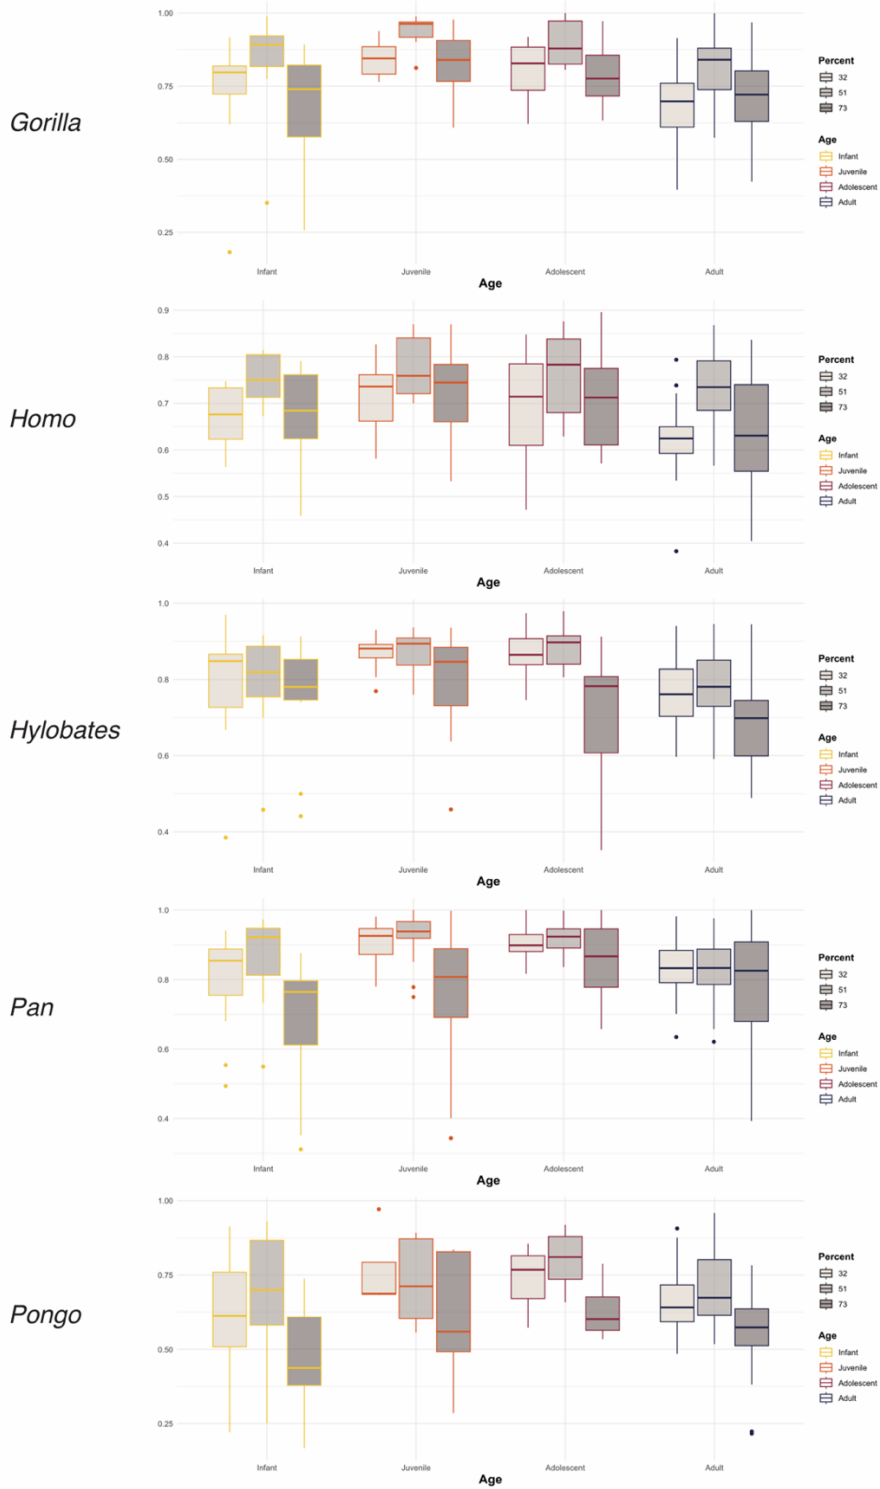 Gorilla
1.00
0.75
0.50
0.25
Infant
Juvenile
Adolescent
Adult
Age
Percent
32
51
73
Age
Infant
Juvenile
Adolescent
Adult
Homo
0.9
0.8
0.7
0.6
0.5
0.4
Infant
Juvenile
Adolescent
Adult
Age
Percent
32
51
73
Age
Infant
Juvenile
Adolescent
Adult
Hylobates
1.0
0.8
0.6
0.4
Infant
Juvenile
Adolescent
Adult
Age
Percent
32
51
73
Age
Infant
Juvenile
Adolescent
Adult
Pan
1.0
0.8
0.6
0.4
Infant
Juvenile
Adolescent
Adult
Age
Percent
32
51
73
Age
Infant
Juvenile
Adolescent
Adult
Pongo
1.00
0.75
0.50
0.25
Infant
Juvenile
Adolescent
Adult
Age
Percent
32
51
73
Age
Infant
Juvenile
Adolescent
Adult